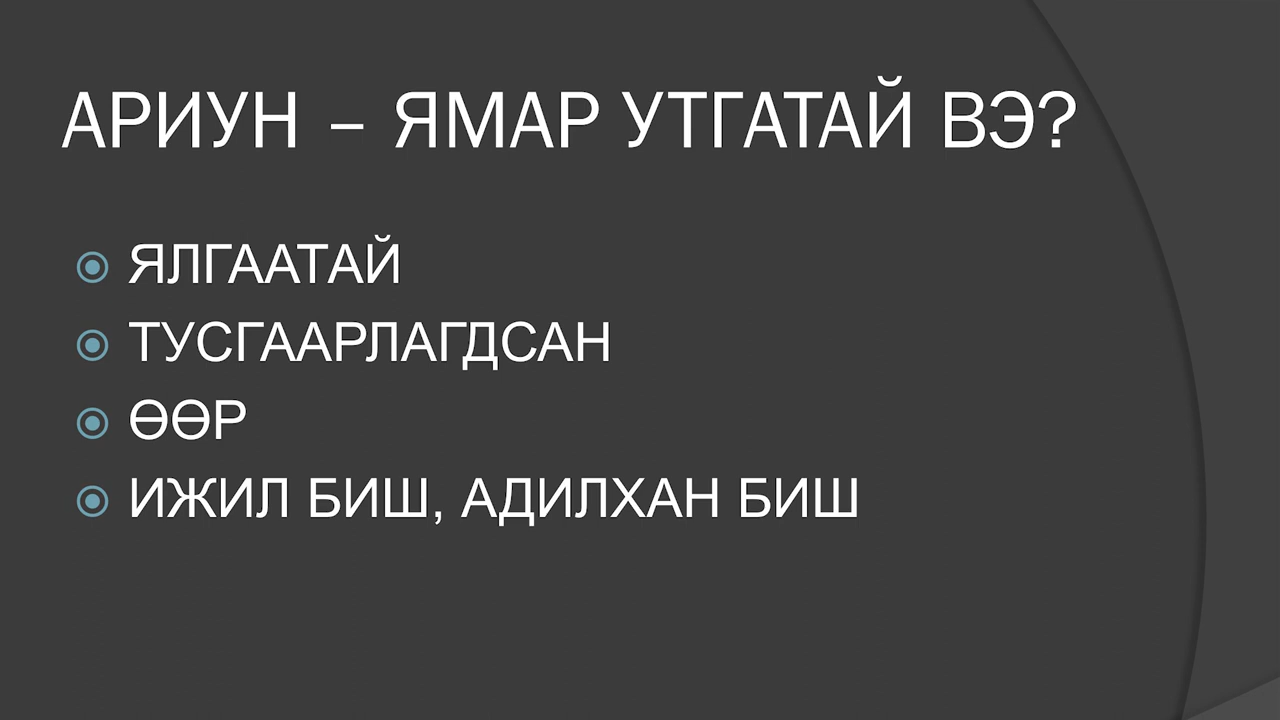 АРИУН – ЯМАР УТГАТАЙ ВЭ?
ЯЛГААТАЙ
ТУСГААРЛАГДСАН
ӨӨР
ИЖИЛ БИШ, АДИЛХАН БИШ